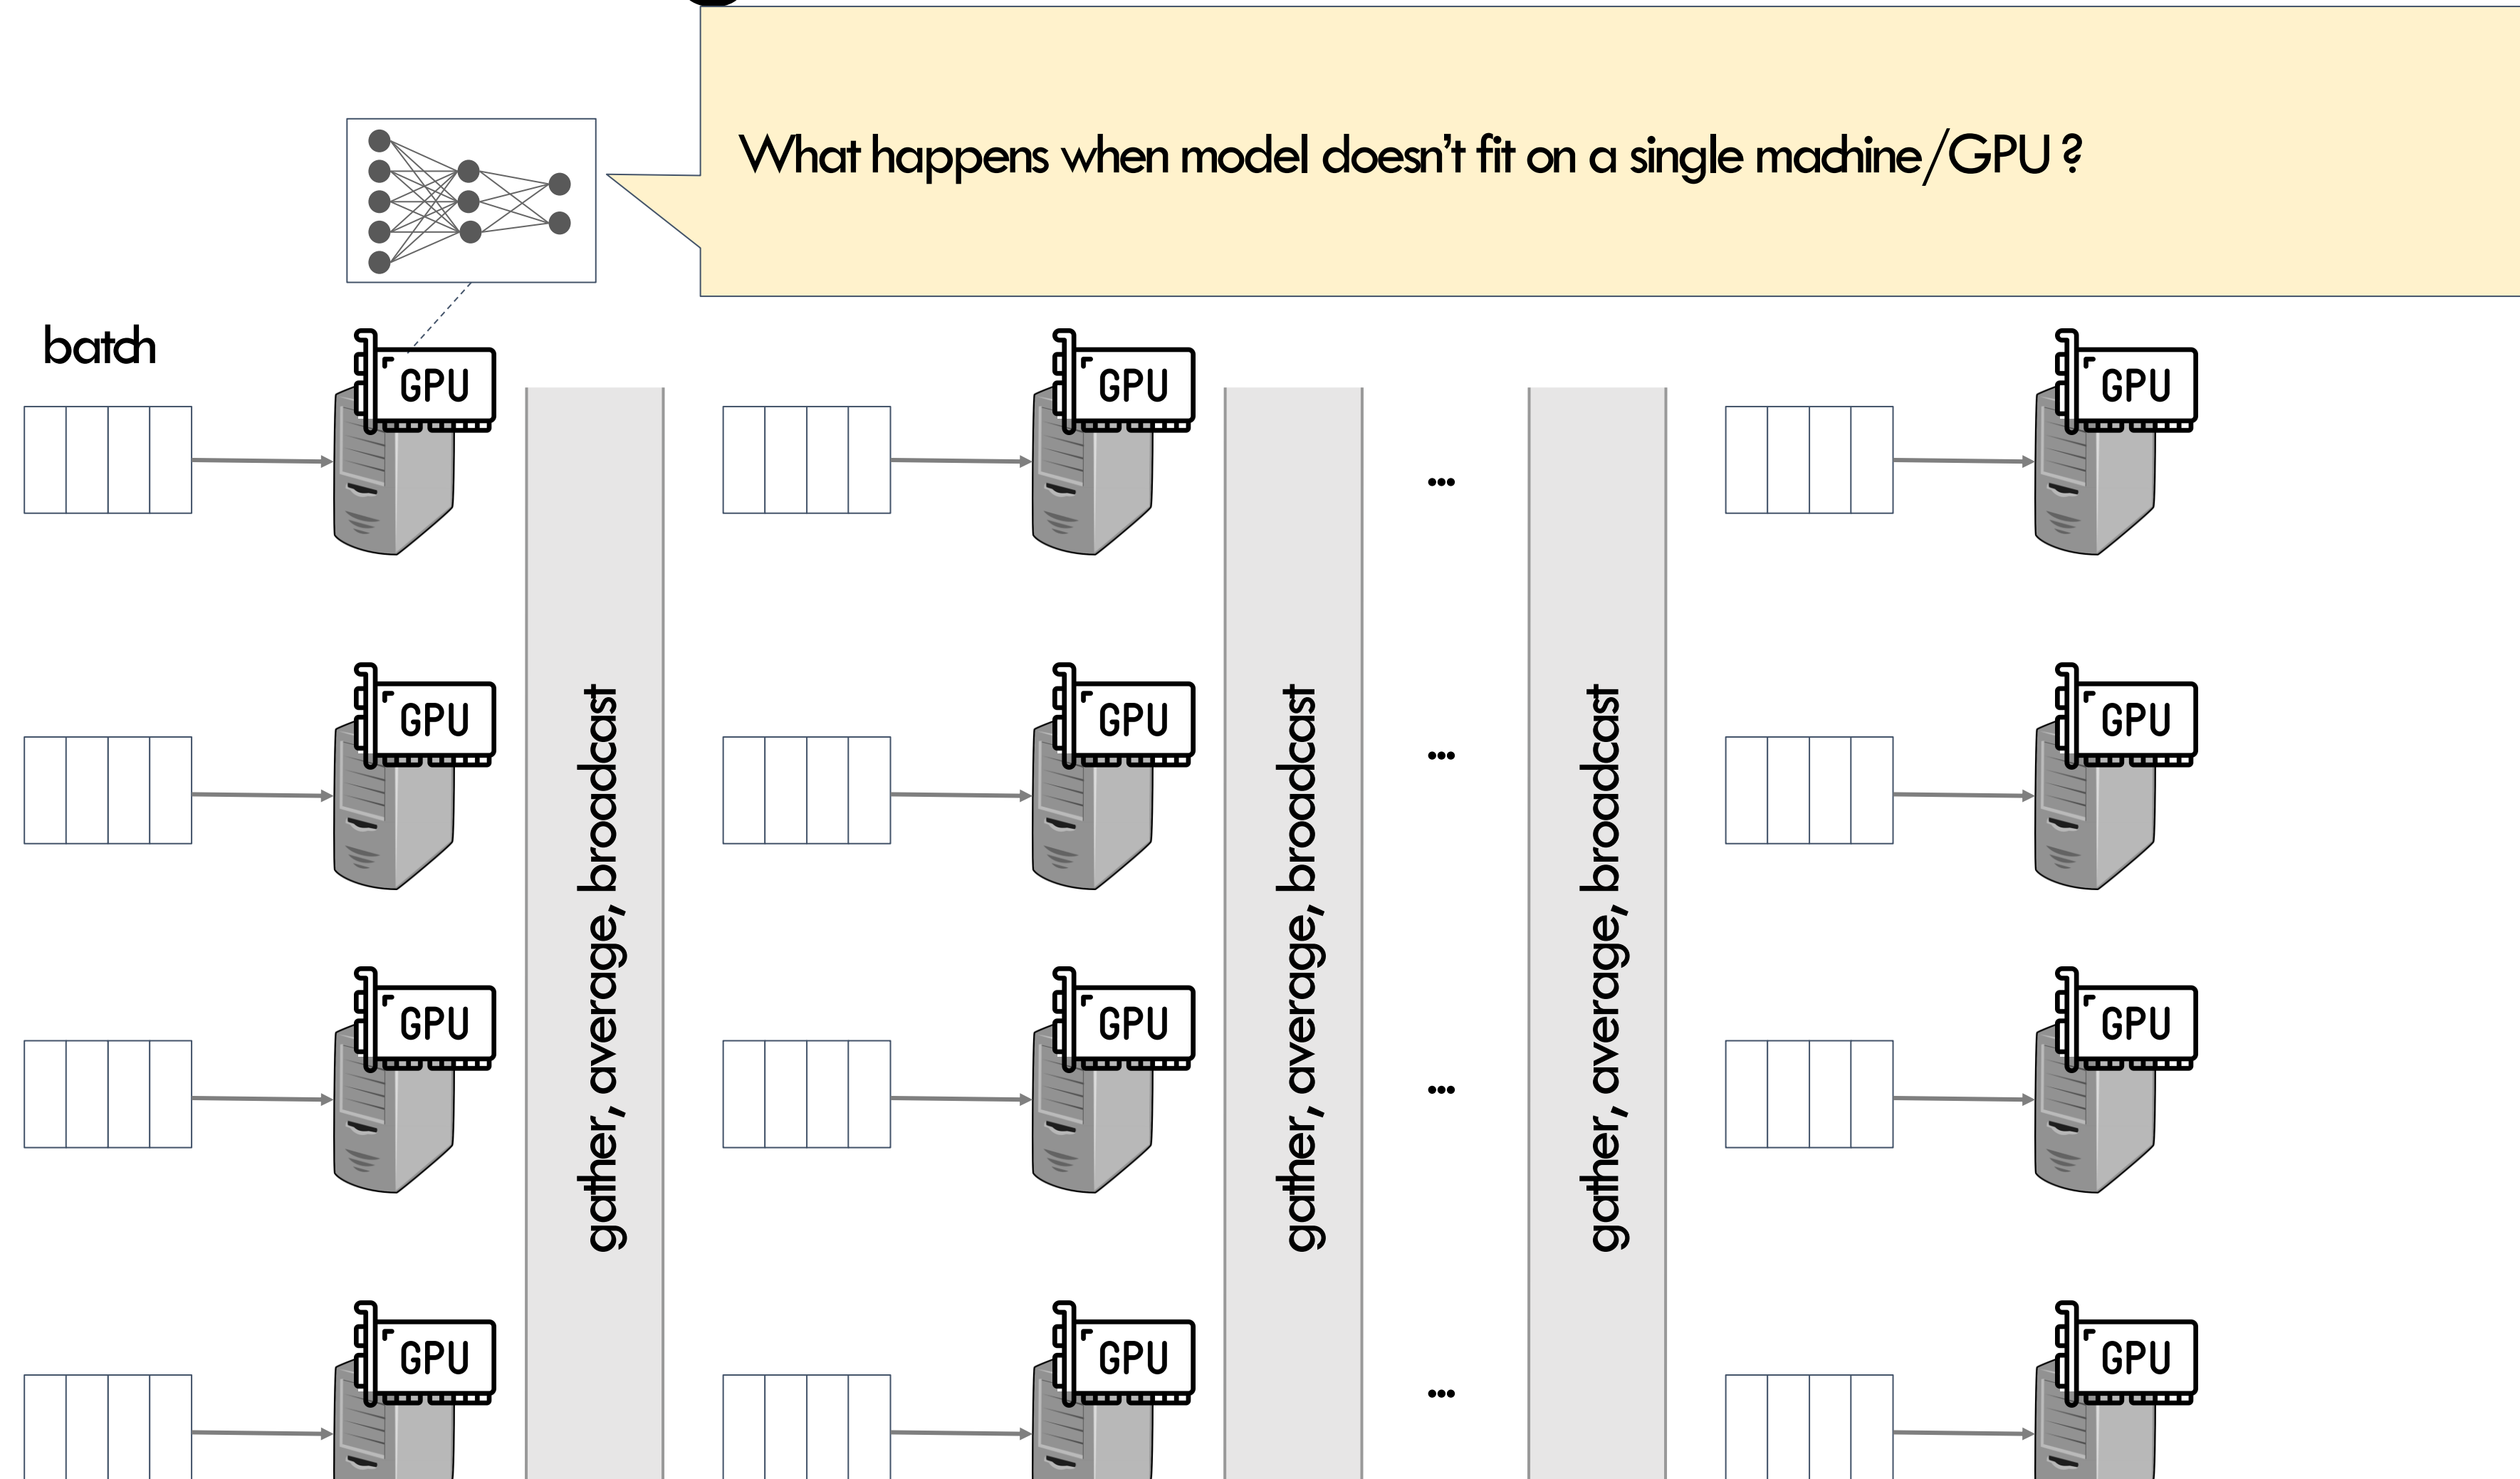 What happens when model doesn't fit on a single machine/GPU ?
batch
GPU
GPU
GPU
...
...
GPU
GPU
GPU
...
...
GPU
GPU
GPU
GPU
GPU
GPU
gather, average, broadcast
gather, average, broadcast
gather, average, broadcast